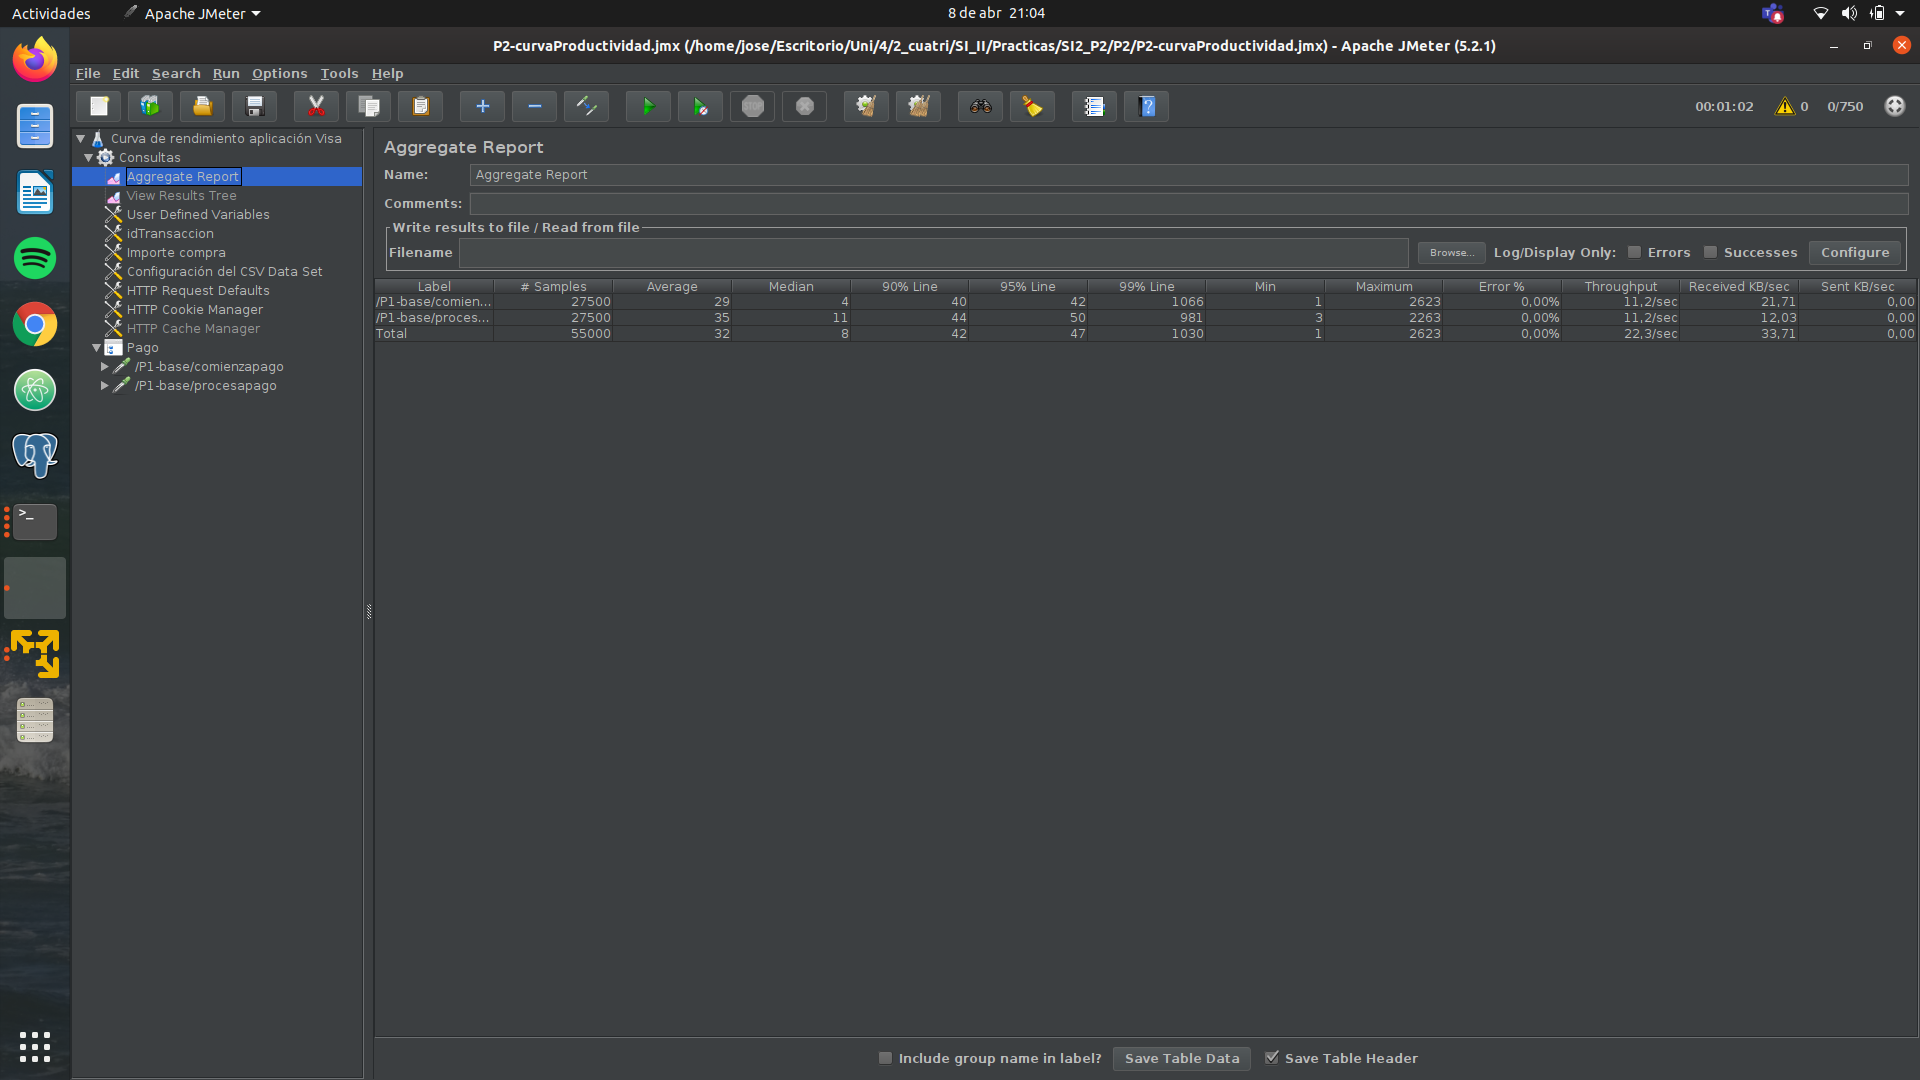 Actividades Apache JMeter 8 de abr 21:04
P2-curvaProductividad.jmx (/home/jose/Escritorio/Uni/4/2_cuatri/SI_II/Practicas/SI2_P2/P2/P2-curvaProductividad.jmx) - Apache JMeter (5.2.1)
File Edit Search Run Options Tools Help
STOP 00:01:02 0 0/750
Curva de rendimiento aplicación Visa
Consultas
Aggregate Report
View Results Tree
User Defined Variables
idTransaccion
Importe compra
Configuración del CSV Data Set
HTTP Request Defaults
HTTP Cookie Manager
HTTP Cache Manager
Pago
/P1-base/comienzapago
/P1-base/procesapago
Aggregate Report
Name: Aggregate Report
Comments:
Write results to file / Read from file
Filename Browse... Log/Display Only: Errors Successes Configure
Label # Samples Average Median 90% Line 95% Line 99% Line Min Maximum Error % Throughput Received KB/sec Sent KB/sec
/P1-base/comien... 27500 29 4 40 42 1066 1 2623 0,00% 11,2/sec 21,71 0,00
/P1-base/proces... 27500 35 11 44 50 981 3 2263 0,00% 11,2/sec 12,03 0,00
Total 55000 32 8 42 47 1030 1 2623 0,00% 22,3/sec 33,71 0,00
Include group name in label? Save Table Data Save Table Header